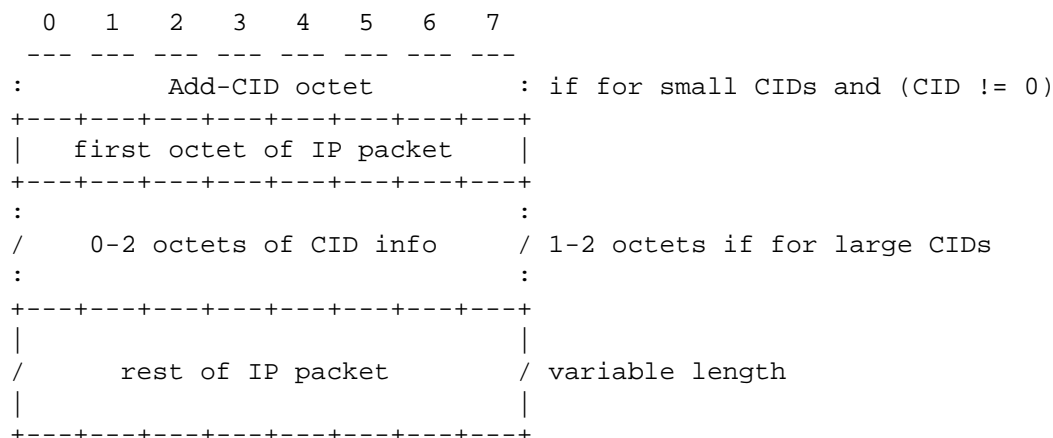 0   1   2   3   4   5   6   7
 --- --- --- --- --- --- --- ---
:         Add-CID octet         : if for small CIDs and (CID != 0)
+---+---+---+---+---+---+---+---+
|   first octet of IP packet    |
+---+---+---+---+---+---+---+---+
:                               :
/    0-2 octets of CID info     / 1-2 octets if for large CIDs
:                               :
+---+---+---+---+---+---+---+---+
|                               |
/      rest of IP packet        / variable length
|                               |
+---+---+---+---+---+---+---+---+